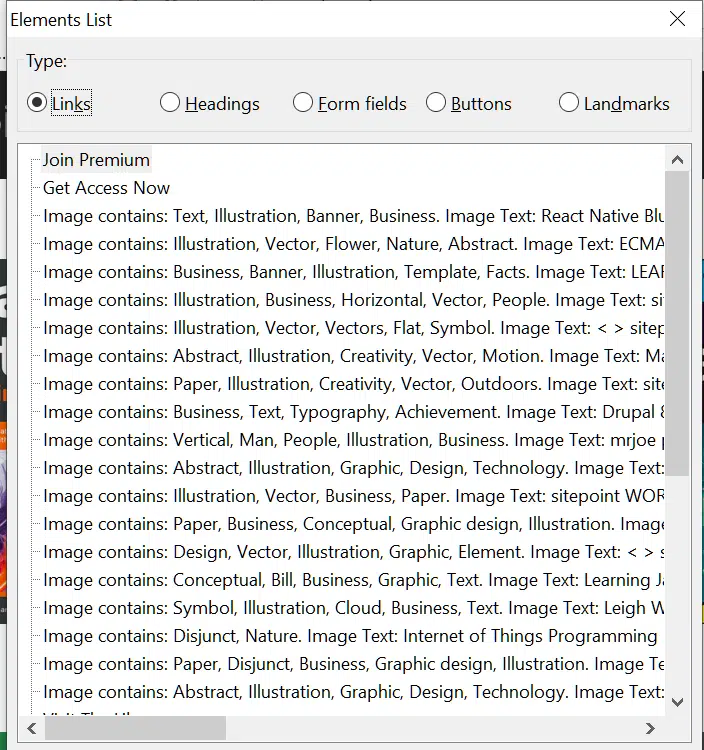 Elements List
Type:
Links
Headings
Form fields
Buttons
Landmarks
Join Premium
Get Access Now
Image contains: Text, Illustration, Banner, Business. Image Text: React Native
Image contains: Illustration, Vector, Flower, Nature, Abstract. Image Text: ECMA
Image contains: Business, Banner, Illustration, Template, Facts. Image Text:
Image contains: Illustration, Business, Horizontal, Vector, People. Image Text:
Image contains: Illustration, Vector, Vectors, Flat, Symbol. Image Text: < > sitep
Image contains: Abstract, Illustration, Creativity, Vector, Motion. Image Text:
Image contains: Paper, Illustration, Creativity, Vector, Outdoors. Image Text: site
Image contains: Business, Text, Typography, Achievement. Image Text: Drupal 8
Image contains: Vertical, Man, People, Illustration, Business. Image Text: mrjoe
Image contains: Abstract, Illustration, Graphic, Design, Technology. Image Text:
Image contains: Illustration, Vector, Business, Paper. Image Text: sitepoint WOR
Image contains: Paper, Business, Conceptual, Graphic design, Illustration. Image
Image contains: Design, Vector, Illustration, Graphic, Element. Image Text: < > s
Image contains: Conceptual, Bill, Business, Graphic, Text. Image Text: Learning
Image contains: Symbol, Illustration, Cloud, Business, Text. Image Text: Leigh
Image contains: Disjunct, Nature. Image Text: Internet of Things Programming
Image contains: Paper, Disjunct, Business, Graphic design, Illustration. Image
Image contains: Abstract, Illustration, Graphic, Design, Technology. Image Text: